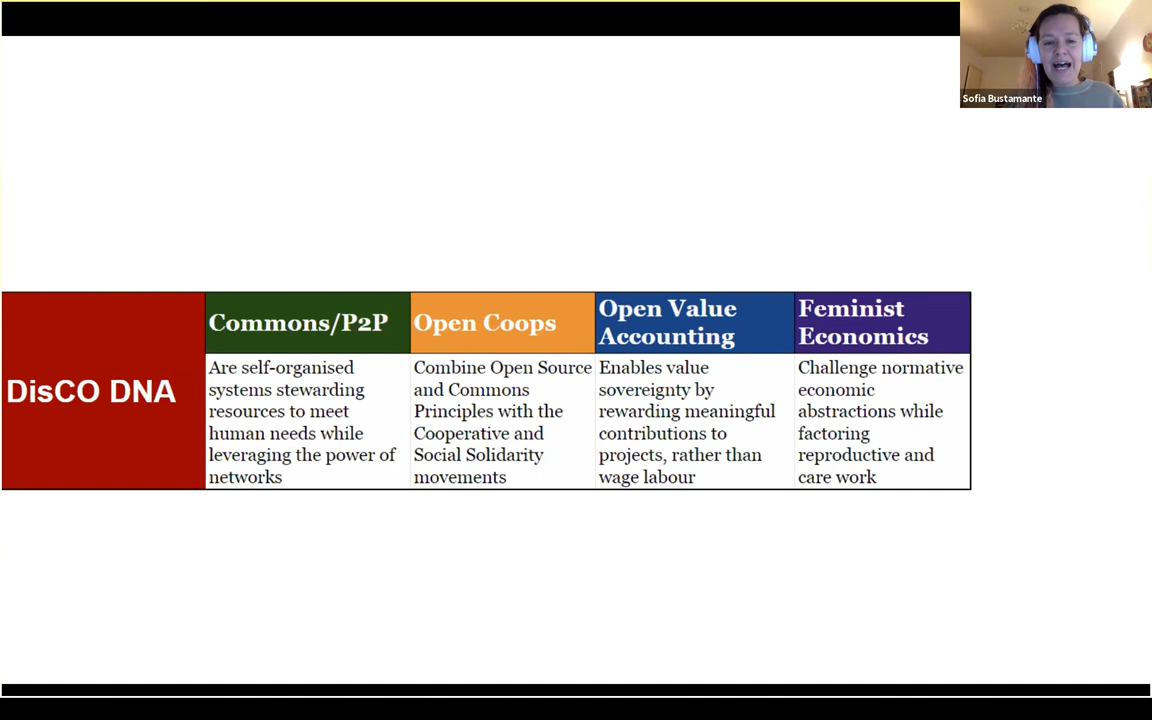 Sofia Bustamante
DisCO DNA
Commons/P2P
Are self-organised
systems stewarding
resources to meet
human needs while
leveraging the power of
networks
Open Coops
Combine Open Source
and Commons
Principles with the
Cooperative and
Social Solidarity
movements
Open Value
Accounting
Enables value
sovereignty by
rewarding meaningful
contributions to
projects, rather than
wage labour
Feminist
Economics
Challenge normative
economic
abstractions while
factoring
reproductive and
care work